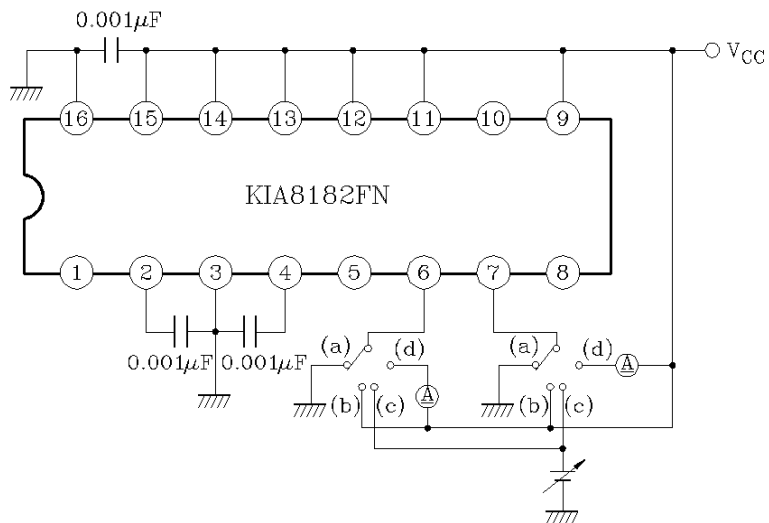 0.001μF
V_CC
16 15 14 13 12 11 10 9
KIA8182FN
1 2 3 4 5 6 7 8
0.001μF 0.001μF
(a) (d) (a) (d)
A
A
(b) (c) (b) (c)